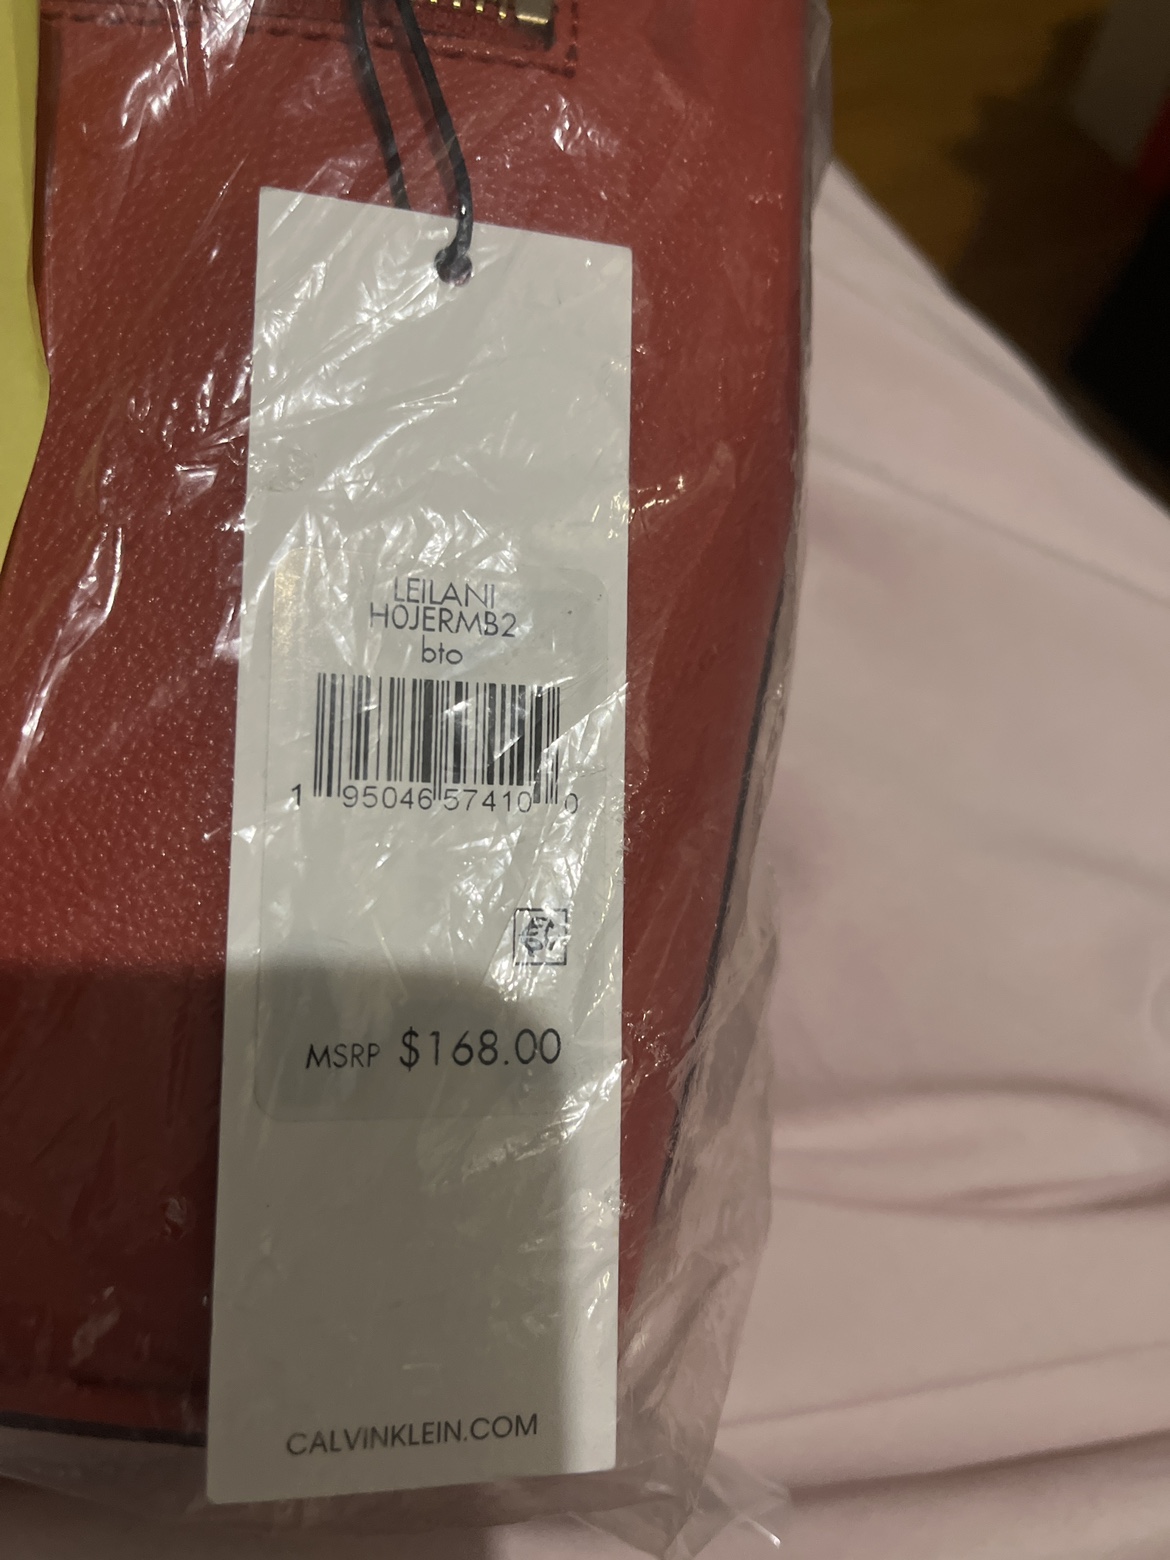 LEILANI
H0JERMB2
bto
1 95046 57410 0
MSRP $168.00
CALVINKLEIN.COM